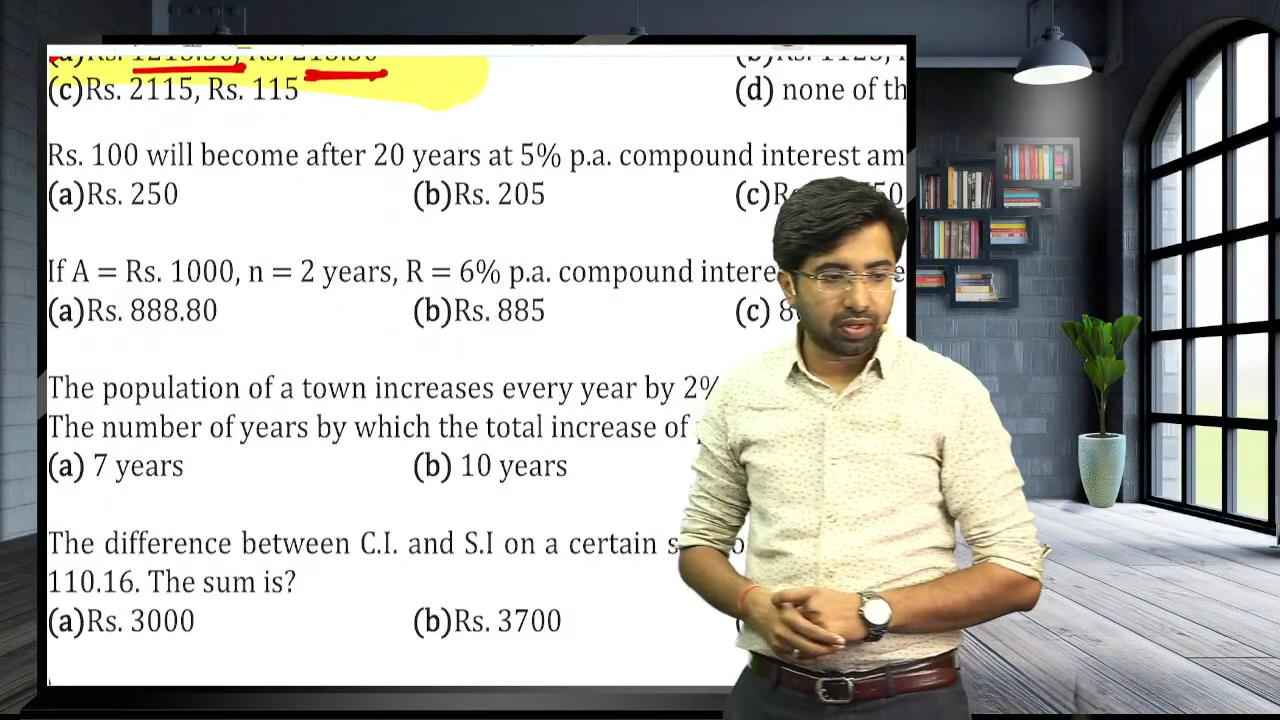 (c)Rs. 2115, Rs. 115 (d) none of th
Rs. 100 will become after 20 years at 5% p.a. compound interest am
(a)Rs. 250 (b)Rs. 205 (c)
If A = Rs. 1000, n = 2 years, R = 6% p.a. compound
(a)Rs. 888.80 (b)Rs. 885 (c) 8
The population of a town increases every year by 2%
The number of years by which the total increase of
(a) 7 years (b) 10 years
The difference between C.I. and S.I on a certain
110.16. The sum is?
(a)Rs. 3000 (b)Rs. 3700